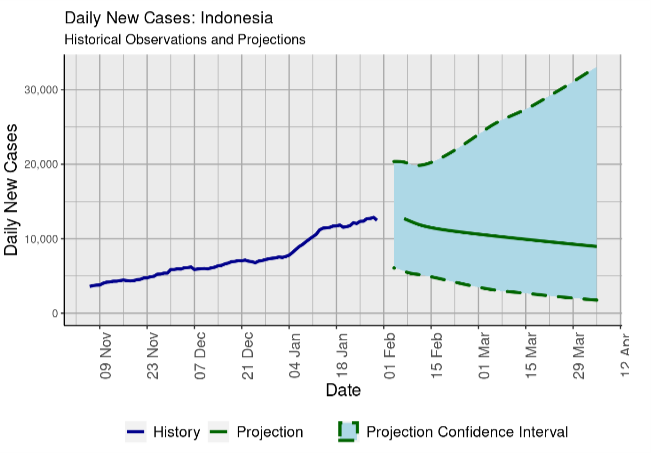 Daily New Cases: Indonesia
Historical Observations and Projections
Daily New Cases
30,000
20,000
10,000
0
09 Nov
23 Nov
07 Dec
21 Dec
04 Jan
18 Jan
01 Feb
15 Feb
01 Mar
15 Mar
29 Mar
12 Apr
Date
History Projection Projection Confidence Interval